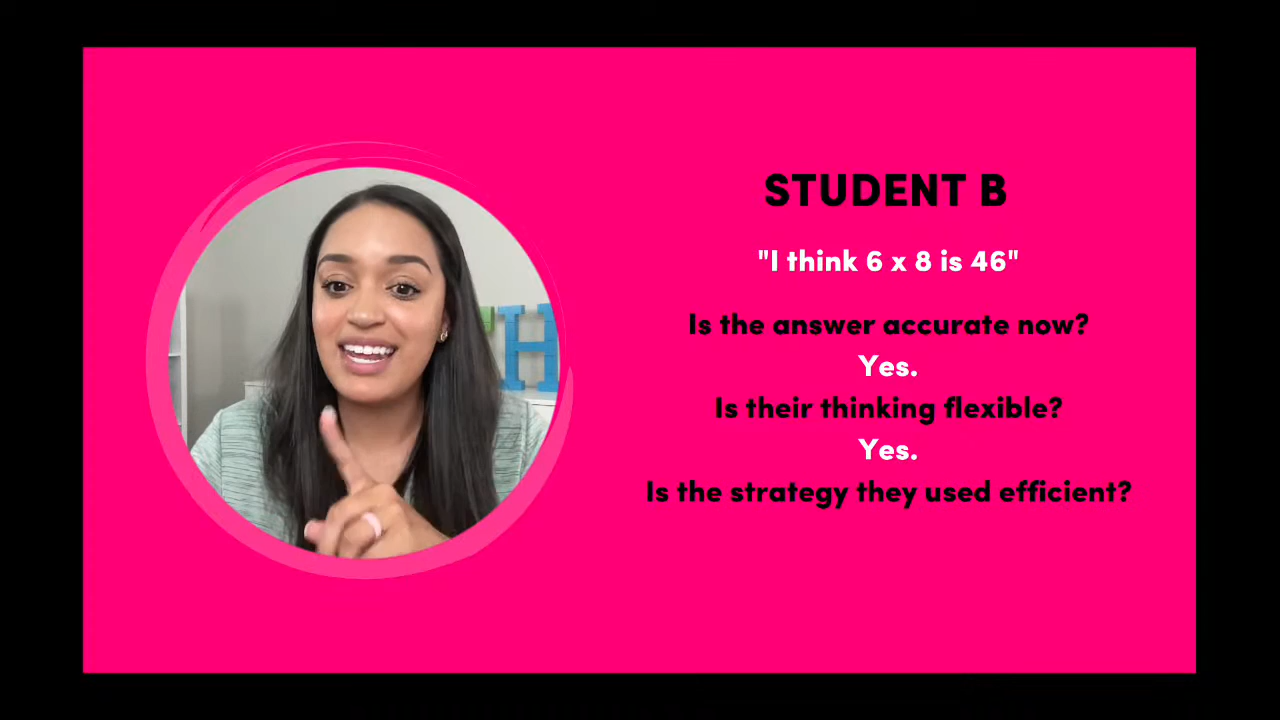 STUDENT B
"I think 6 x 8 is 46"
Is the answer accurate now?
Yes.
Is their thinking flexible?
Yes.
Is the strategy they used efficient?
H